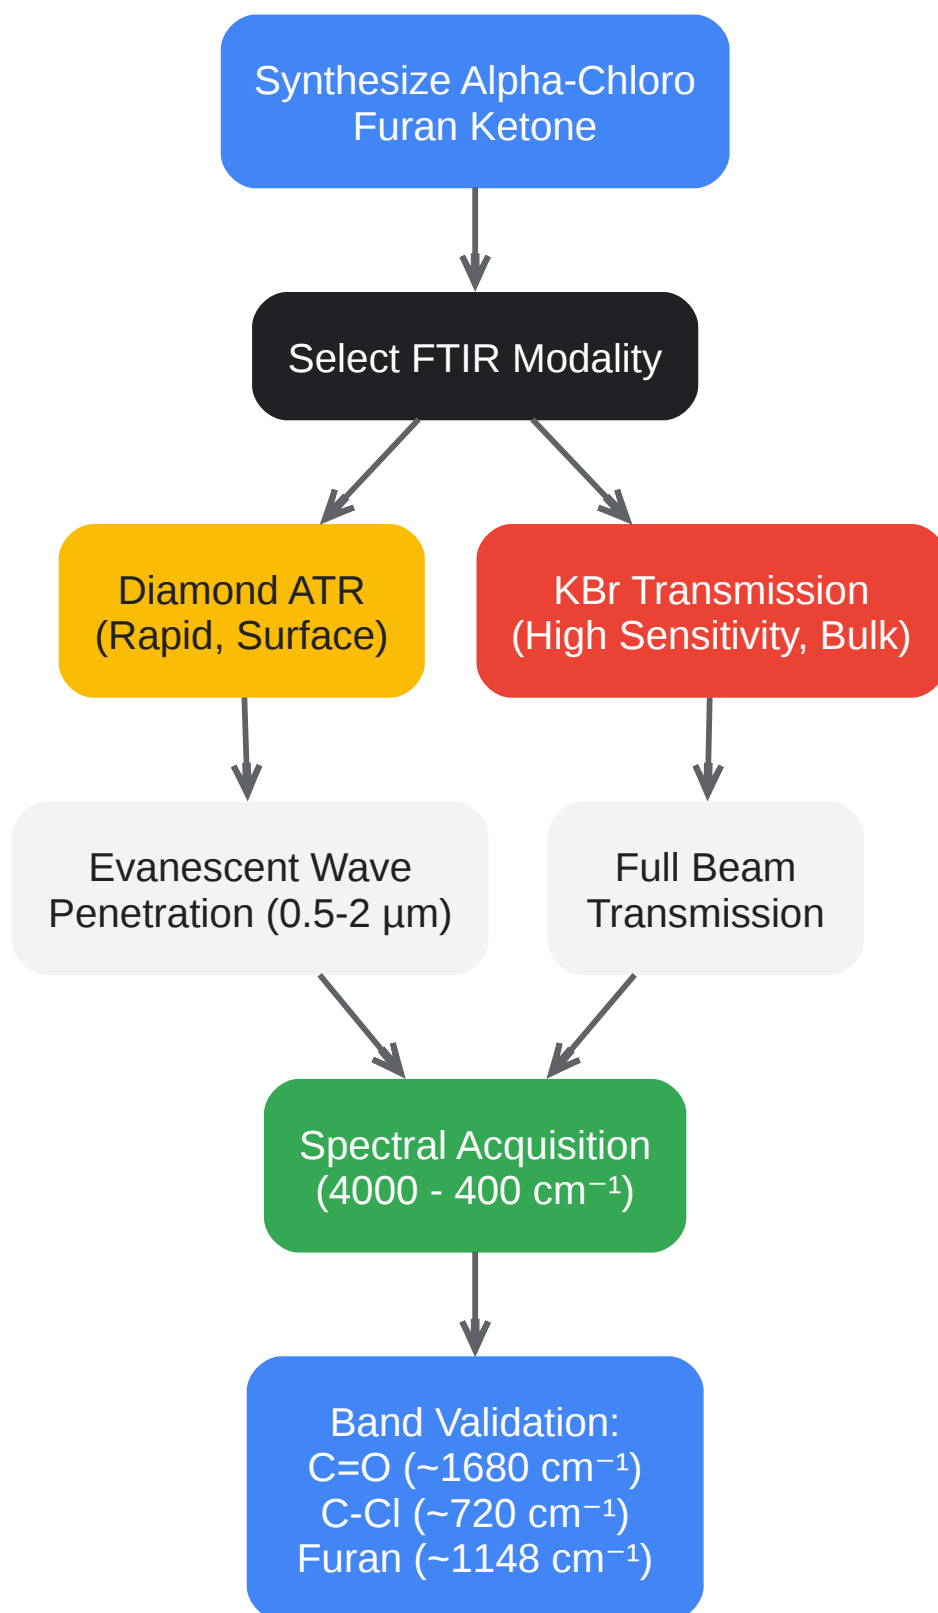 Synthesize Alpha-Chloro
Furan Ketone
Select FTIR Modality
Diamond ATR
(Rapid, Surface)
KBr Transmission
(High Sensitivity, Bulk)
Evanescent Wave
Penetration (0.5-2 µm)
Full Beam
Transmission
Spectral Acquisition
(4000 - 400 cm⁻¹)
Band Validation:
C=O (~1680 cm⁻¹)
C-Cl (~720 cm⁻¹)
Furan (~1148 cm⁻¹)